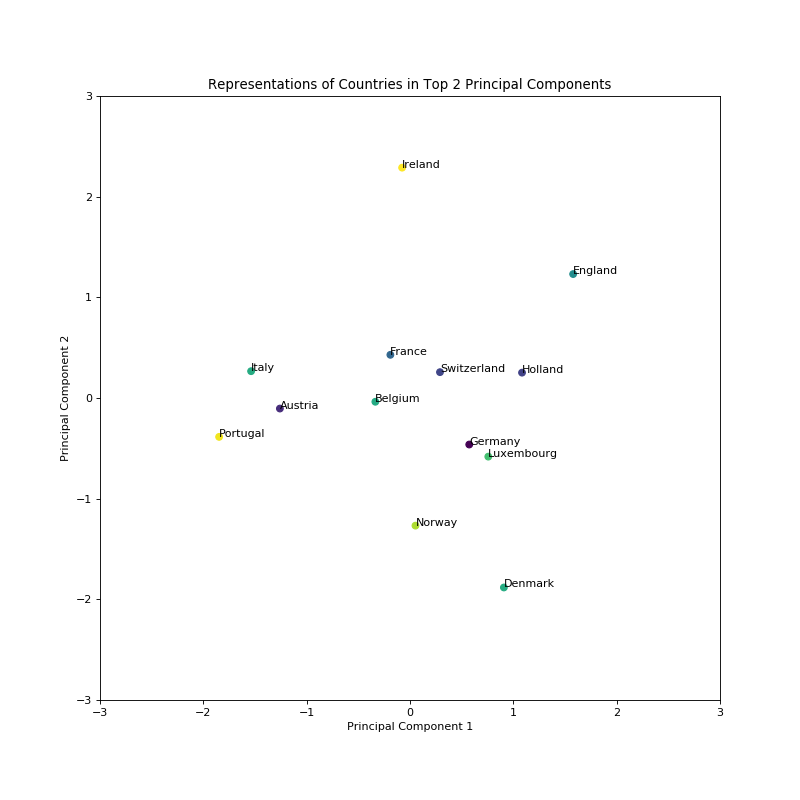 Representations of Countries in Top 2 Principal Components
3
2
1
0
−1
−2
−3
Principal Component 2
Ireland
England
France
Italy
Switzerland
Holland
Belgium
Austria
Portugal
Germany
Luxembourg
Norway
Denmark
−3 −2 −1 0 1 2 3
Principal Component 1